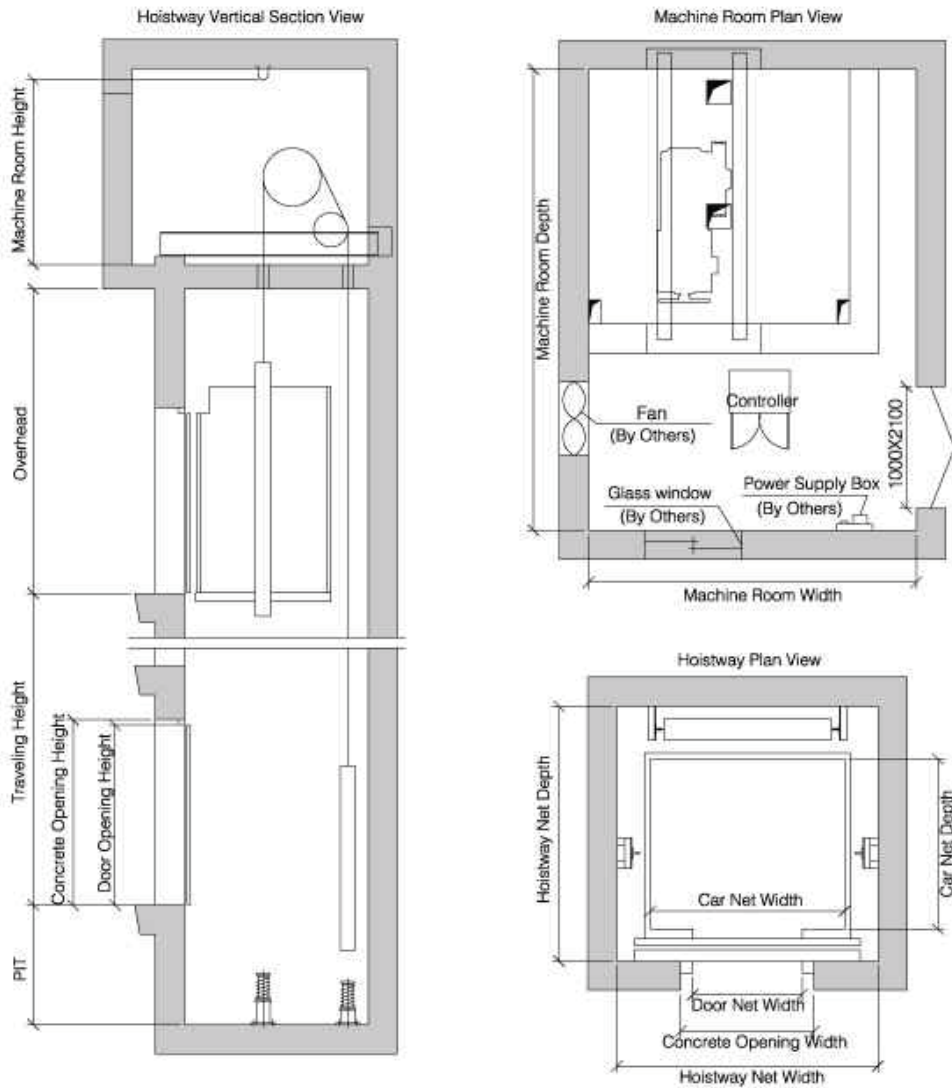 Hoistway Vertical Section View
Machine Room Height
Overhead
Traveling Height
Concrete Opening Height
Door Opening Height
PIT
Machine Room Plan View
Machine Room Depth
Controller
Fan
(By Others)
1000X2100
Power Supply Box
(By Others)
Glass window
(By Others)
Machine Room Width
Hoistway Plan View
Hoistway Net Depth
Car Net Depth
Car Net Width
Door Net Width
Concrete Opening Width
Hoistway Net Width